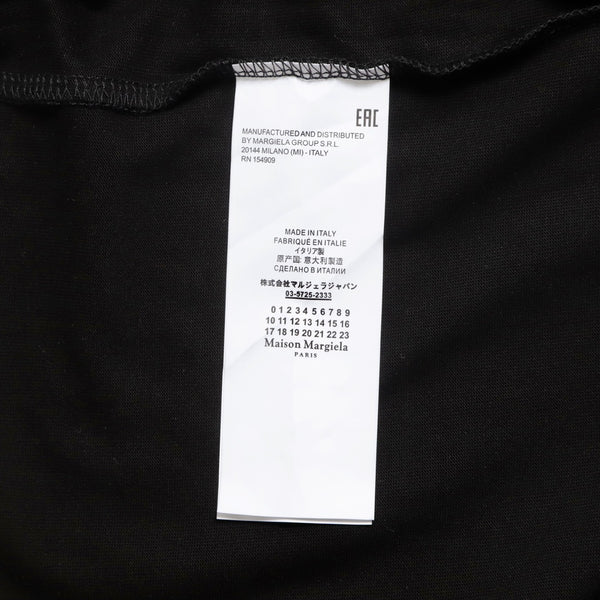 EAC
MANUFACTURED AND DISTRIBUTED
BY MARGIELA GROUP S.R.L.
20144 MILANO (MI) - ITALY
RN 154909
MADE IN ITALY
FABRIQUÉ EN ITALIE
イタリア製
原产国: 意大利制造
СДЕЛАНО В ИТАЛИИ
株式会社マルジェラジャパン
03-5725-2333
0 1 2 3 4 5 6 7 8 9
10 11 12 13 14 15 16
17 18 19 20 21 22 23
Maison Margiela
PARIS